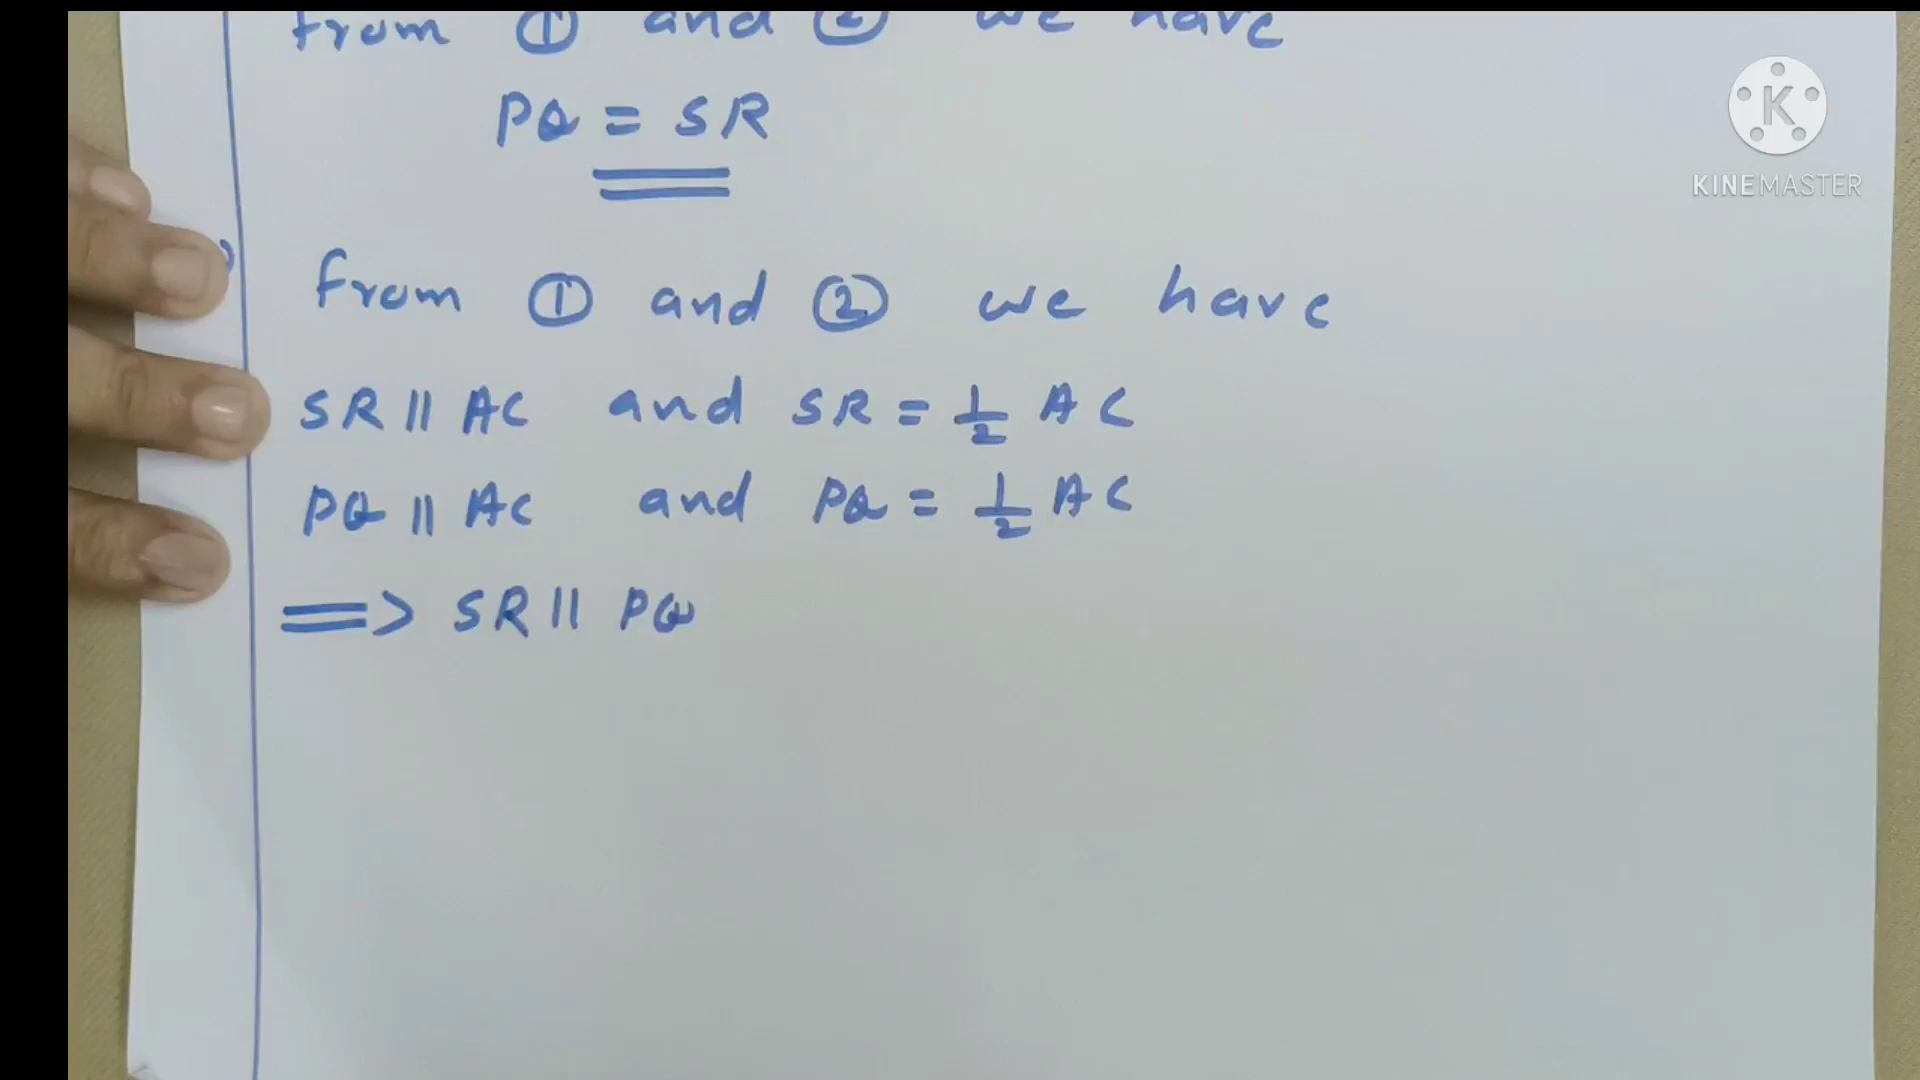 from ① and ② we have
PQ = SR
from ① and ② we have
SR || AC and SR = 1/2 AC
PQ || AC and PQ = 1/2 AC
=> SR || PQ
K
KINEMASTER